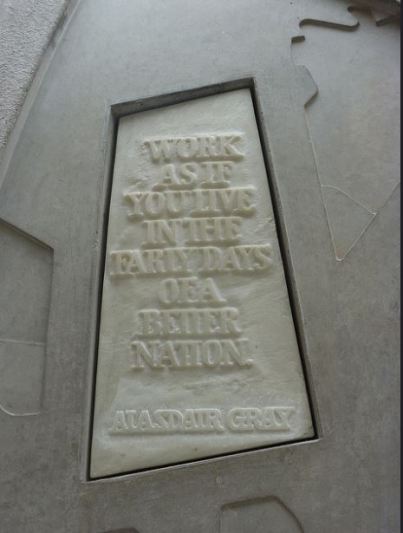 WORK
AS IF
YOU LIVE
IN THE
EARLY DAYS
OF A
BETTER
NATION.
ALASDAIR GRAY